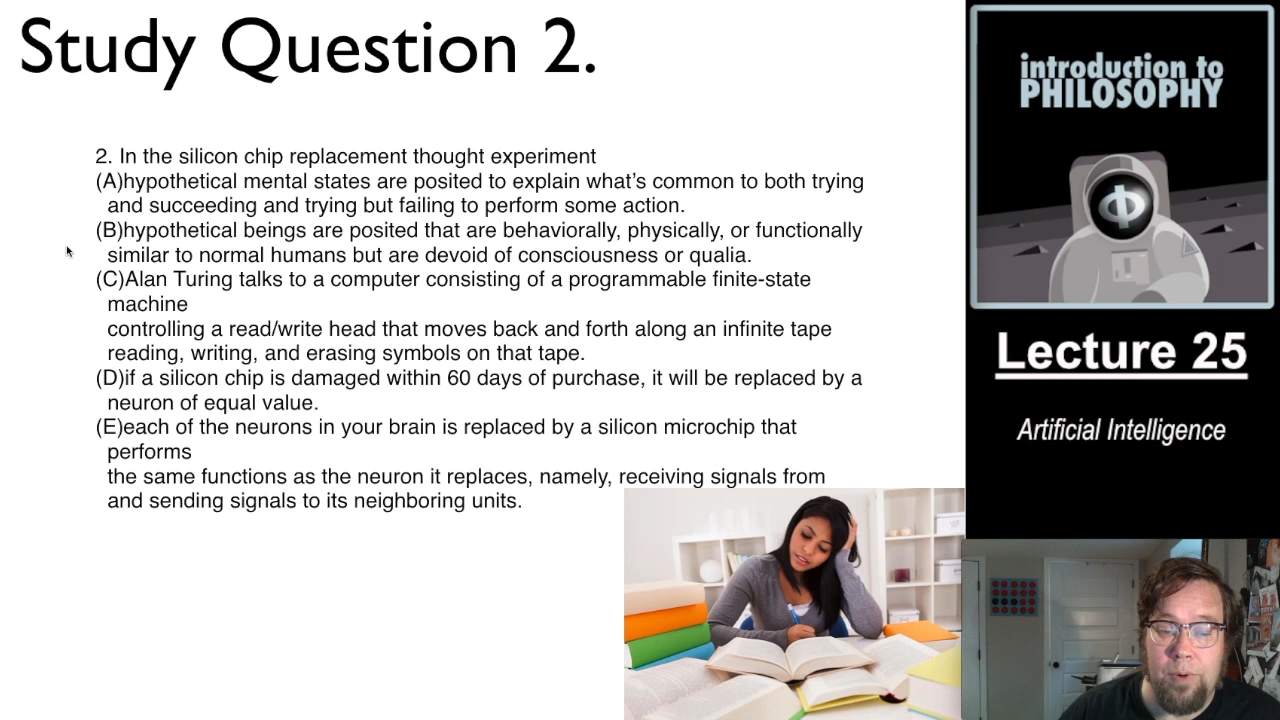 Study Question 2.
2. In the silicon chip replacement thought experiment
(A)hypothetical mental states are posited to explain what's common to both trying
and succeeding and trying but failing to perform some action.
(B)hypothetical beings are posited that are behaviorally, physically, or functionally
similar to normal humans but are devoid of consciousness or qualia.
(C)Alan Turing talks to a computer consisting of a programmable finite-state
machine
controlling a read/write head that moves back and forth along an infinite tape
reading, writing, and erasing symbols on that tape.
(D)if a silicon chip is damaged within 60 days of purchase, it will be replaced by a
neuron of equal value.
(E)each of the neurons in your brain is replaced by a silicon microchip that
performs
the same functions as the neuron it replaces, namely, receiving signals from
and sending signals to its neighboring units.
introduction to
PHILOSOPHY
Φ
Lecture 25
Artificial Intelligence